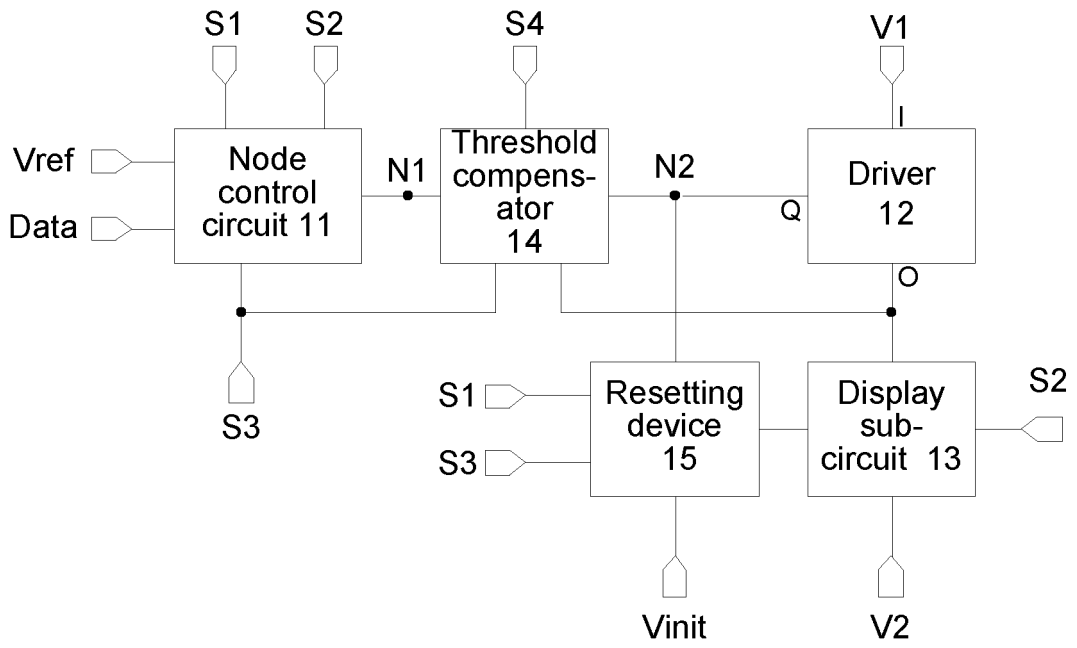 S1
S2
S4
V1
I
Vref
Data
Node
control
circuit 11
N1
Threshold
compens-
ator
14
N2
Q
Driver
12
O
S3
S1
S3
Resetting
device
15
Display
sub-
circuit 13
S2
Vinit
V2